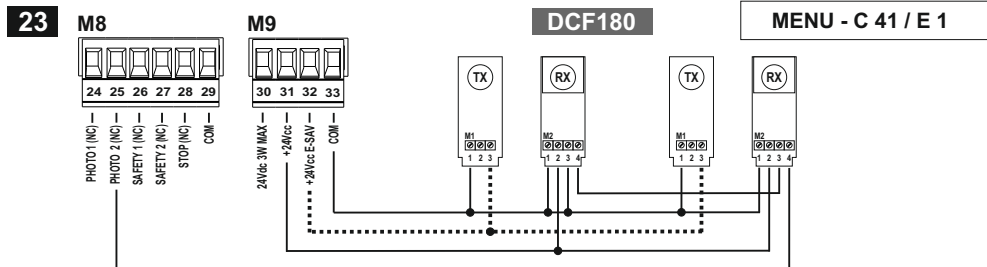 23 M8 M9 DCF180 MENU - C 41 / E 1
TX RX TX RX
24 25 26 27 28 29 30 31 32 33
M1 M2 M1 M2
1 2 3 1 2 3 4 1 2 3 1 2 3 4
PHOTO 1 (NC)
PHOTO 2 (NC)
SAFETY 1 (NC)
SAFETY 2 (NC)
STOP (NC)
COM
24Vdc 3W MAX
+24Vcc
+24Vcc E-SAV
COM